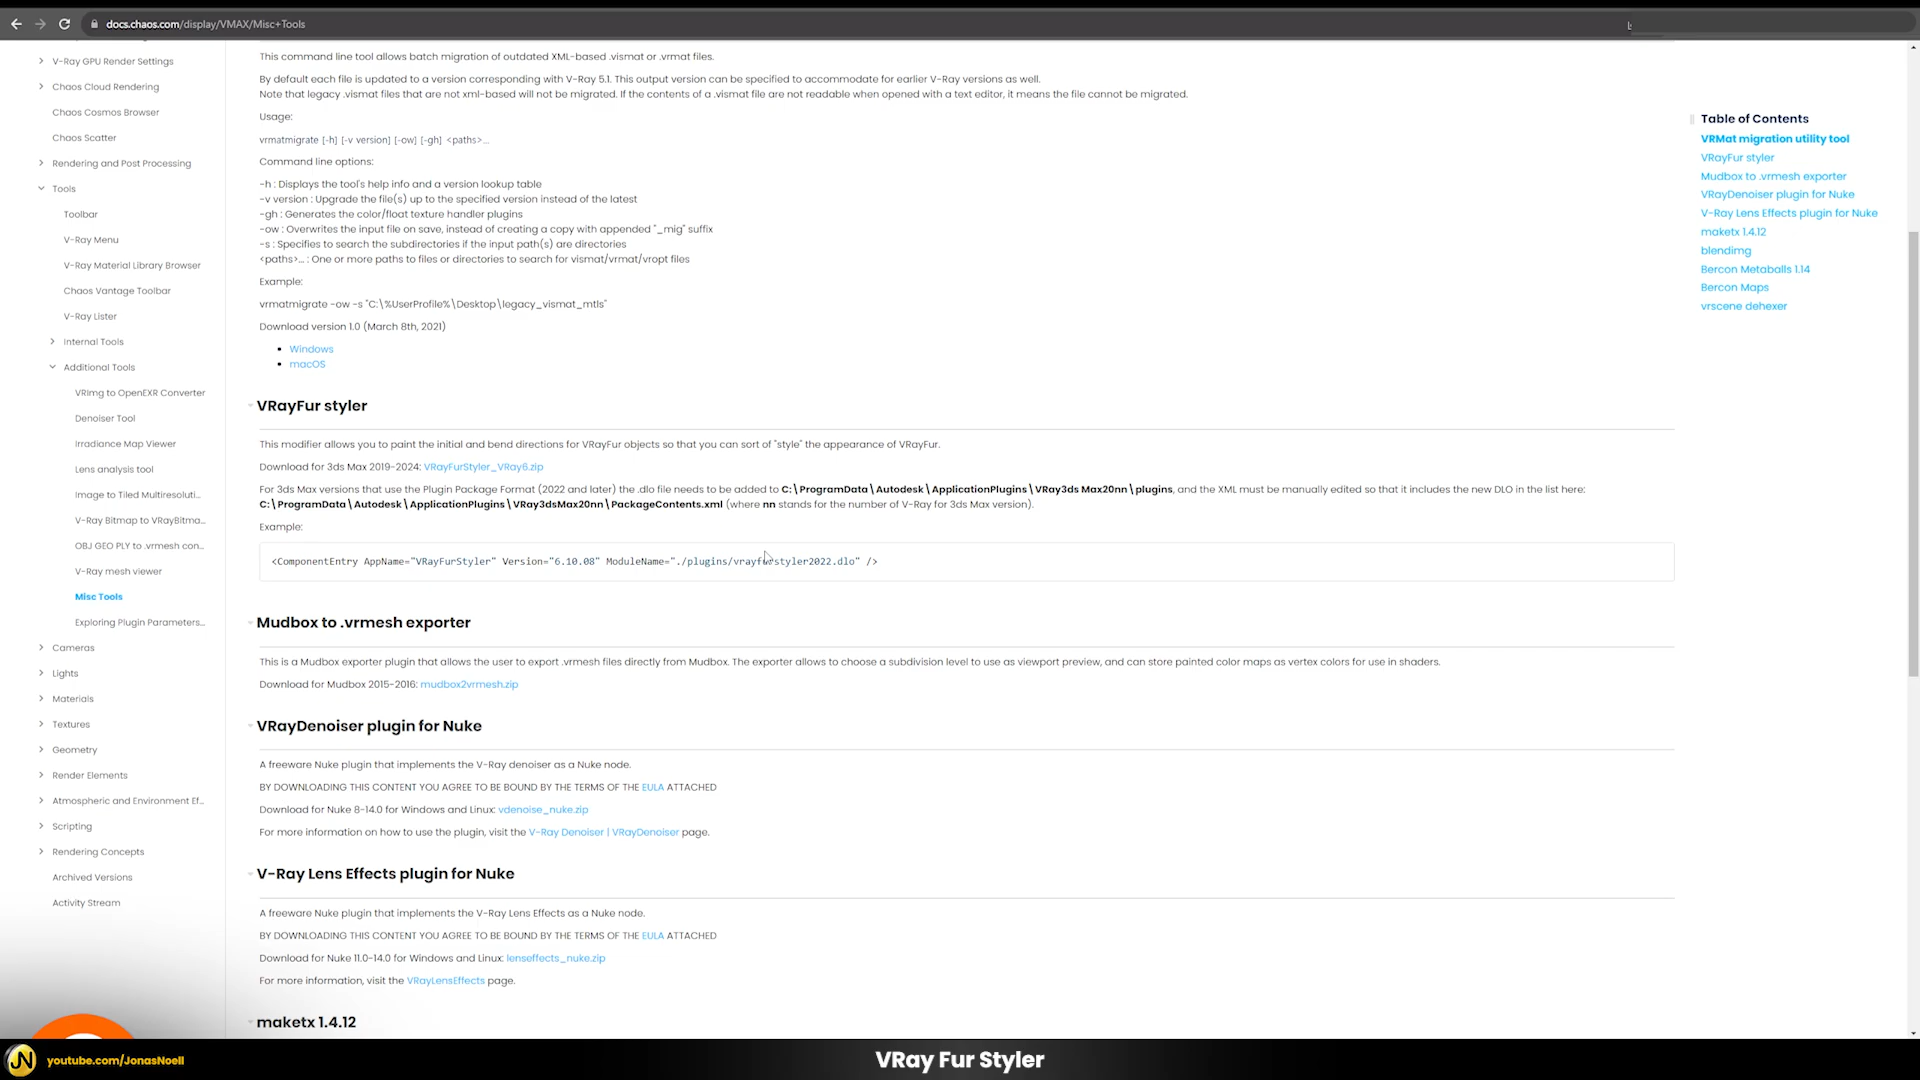 docs.chaos.com/display/VMAX/Misc+Tools
V-Ray GPU Render Settings
Chaos Cloud Rendering
Chaos Cosmos Browser
Chaos Scatter
Rendering and Post Processing
Tools
Toolbar
V-Ray Menu
V-Ray Material Library Browser
Chaos Vantage Toolbar
V-Ray Lister
Internal Tools
Additional Tools
VRImg to OpenEXR Converter
Denoiser Tool
Irradiance Map Viewer
Lens analysis tool
Image to Tiled Multiresoluti...
V-Ray Bitmap to VRayBitma...
OBJ GEO PLY to .vrmesh con...
V-Ray mesh viewer
Misc Tools
Exploring Plugin Parameters...
Cameras
Lights
Materials
Textures
Geometry
Render Elements
Atmospheric and Environment Ef...
Scripting
Rendering Concepts
Archived Versions
Activity Stream
This command line tool allows batch migration of outdated XML-based .vismat or .vrmat files.
By default each file is updated to a version corresponding with V-Ray 5.1. This output version can be specified to accommodate for earlier V-Ray versions as well.
Note that legacy .vismat files that are not xml-based will not be migrated. If the contents of a .vismat file are not readable when opened with a text editor, it means the file cannot be migrated.
Usage:
vrmatmigrate [-h] [-v version] [-ow] [-gh] <paths>...
Command line options:
-h : Displays the tool's help info and a version lookup table
-v version : Upgrade the file(s) up to the specified version instead of the latest
-gh : Generates the color/float texture handler plugins
-ow : Overwrites the input file on save, instead of creating a copy with appended "_mig" suffix
-s : Specifies to search the subdirectories if the input path(s) are directories
<paths>... : One or more paths to files or directories to search for vismat/vrmat/vropt files
Example:
vrmatmigrate -ow -s "C:\%UserProfile%\Desktop\legacy_vismat_mtls"
Download version 1.0 (March 8th, 2021)
• Windows
• macOS
VRayFur styler
This modifier allows you to paint the initial and bend directions for VRayFur objects so that you can sort of "style" the appearance of VRayFur.
Download for 3ds Max 2019-2024: VRayFurStyler_VRay6.zip
For 3ds Max versions that use the Plugin Package Format (2022 and later) the .dlo file needs to be added to C:\ProgramData\Autodesk\ApplicationPlugins\VRay3ds Max20nn\plugins, and the XML must be manually edited so that it includes the new DLO in the list here:
C:\ProgramData\Autodesk\ApplicationPlugins\VRay3dsMax20nn\PackageContents.xml (where nn stands for the number of V-Ray for 3ds Max version).
Example:
<ComponentEntry AppName="VRayFurStyler" Version="6.10.08" ModuleName="./plugins/vrayfurstyler2022.dlo" />
Mudbox to .vrmesh exporter
This is a Mudbox exporter plugin that allows the user to export .vrmesh files directly from Mudbox. The exporter allows to choose a subdivision level to use as viewport preview, and can store painted color maps as vertex colors for use in shaders.
Download for Mudbox 2015-2016: mudbox2vrmesh.zip
VRayDenoiser plugin for Nuke
A freeware Nuke plugin that implements the V-Ray denoiser as a Nuke node.
BY DOWNLOADING THIS CONTENT YOU AGREE TO BE BOUND BY THE TERMS OF THE EULA ATTACHED
Download for Nuke 8-14.0 for Windows and Linux: vdenoise_nuke.zip
For more information on how to use the plugin, visit the V-Ray Denoiser | VRayDenoiser page.
V-Ray Lens Effects plugin for Nuke
A freeware Nuke plugin that implements the V-Ray Lens Effects as a Nuke node.
BY DOWNLOADING THIS CONTENT YOU AGREE TO BE BOUND BY THE TERMS OF THE EULA ATTACHED
Download for Nuke 11.0-14.0 for Windows and Linux: lenseffects_nuke.zip
For more information, visit the VRayLensEffects page.
maketx 1.4.12
Table of Contents
VRMat migration utility tool
VRayFur styler
Mudbox to .vrmesh exporter
VRayDenoiser plugin for Nuke
V-Ray Lens Effects plugin for Nuke
maketx 1.4.12
blendimg
Bercon Metaballs 1.14
Bercon Maps
vrscene dehexer
JN youtube.com/JonasNoell
VRay Fur Styler